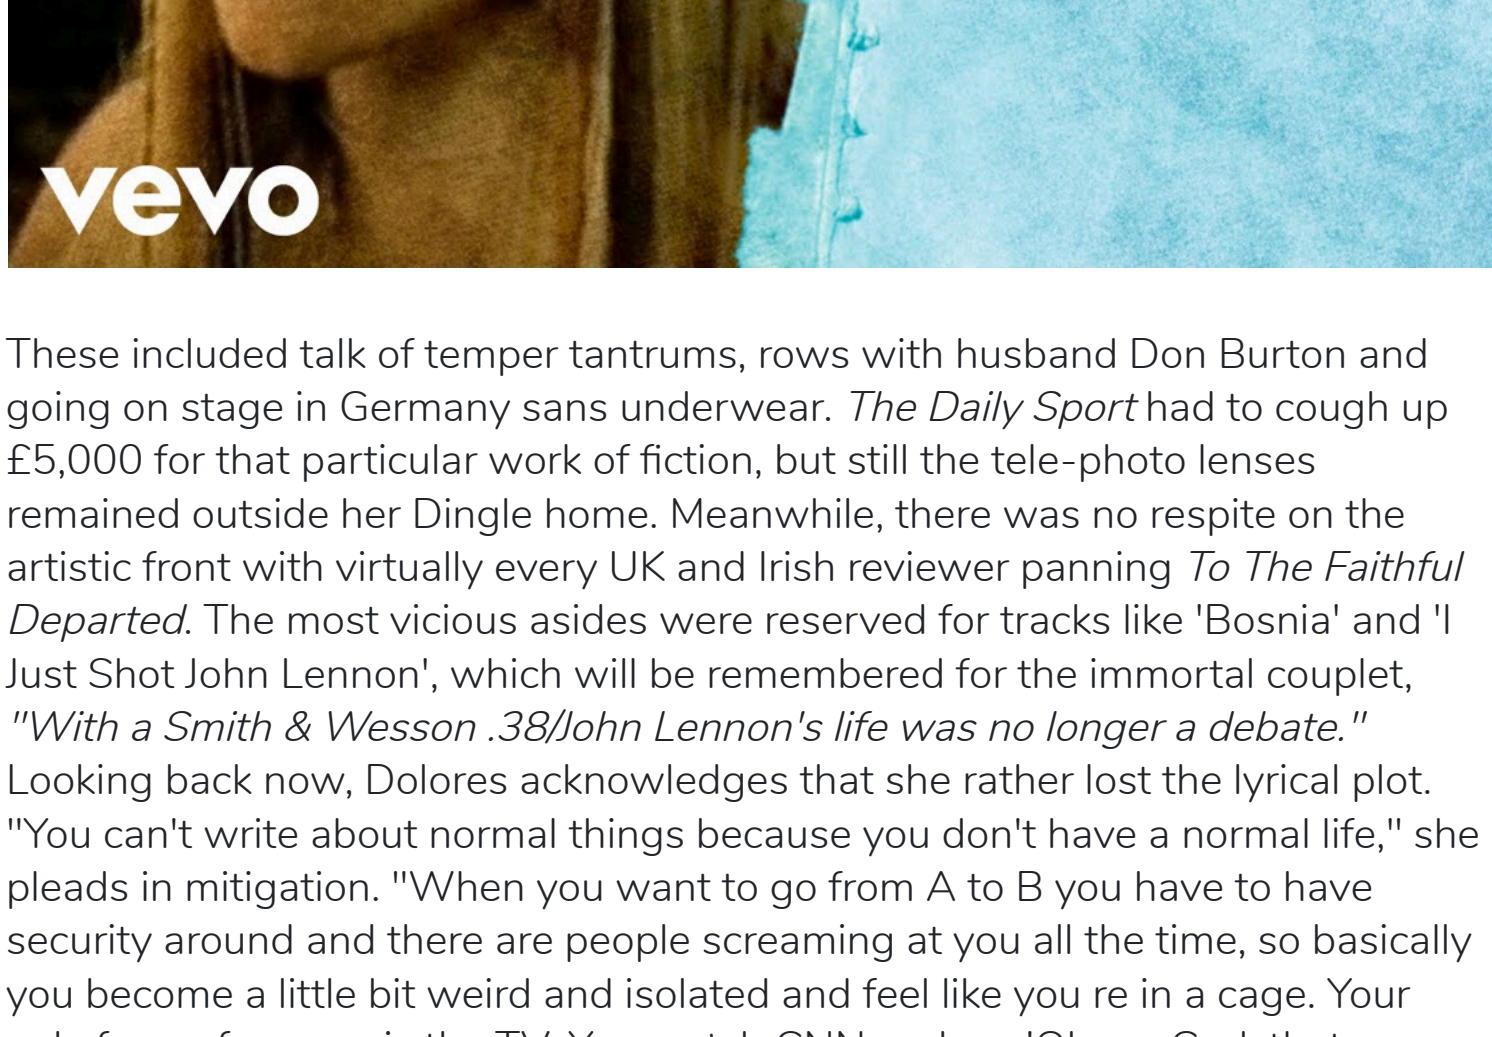 vevo
These included talk of temper tantrums, rows with husband Don Burton and
going on stage in Germany sans underwear. The Daily Sport had to cough up
£5,000 for that particular work of fiction, but still the tele-photo lenses
remained outside her Dingle home. Meanwhile, there was no respite on the
artistic front with virtually every UK and Irish reviewer panning To The Faithful
Departed. The most vicious asides were reserved for tracks like 'Bosnia' and 'I
Just Shot John Lennon', which will be remembered for the immortal couplet,
"With a Smith & Wesson .38/John Lennon's life was no longer a debate."
Looking back now, Dolores acknowledges that she rather lost the lyrical plot.
"You can't write about normal things because you don't have a normal life," she
pleads in mitigation. "When you want to go from A to B you have to have
security around and there are people screaming at you all the time, so basically
you become a little bit weird and isolated and feel like you re in a cage. Your